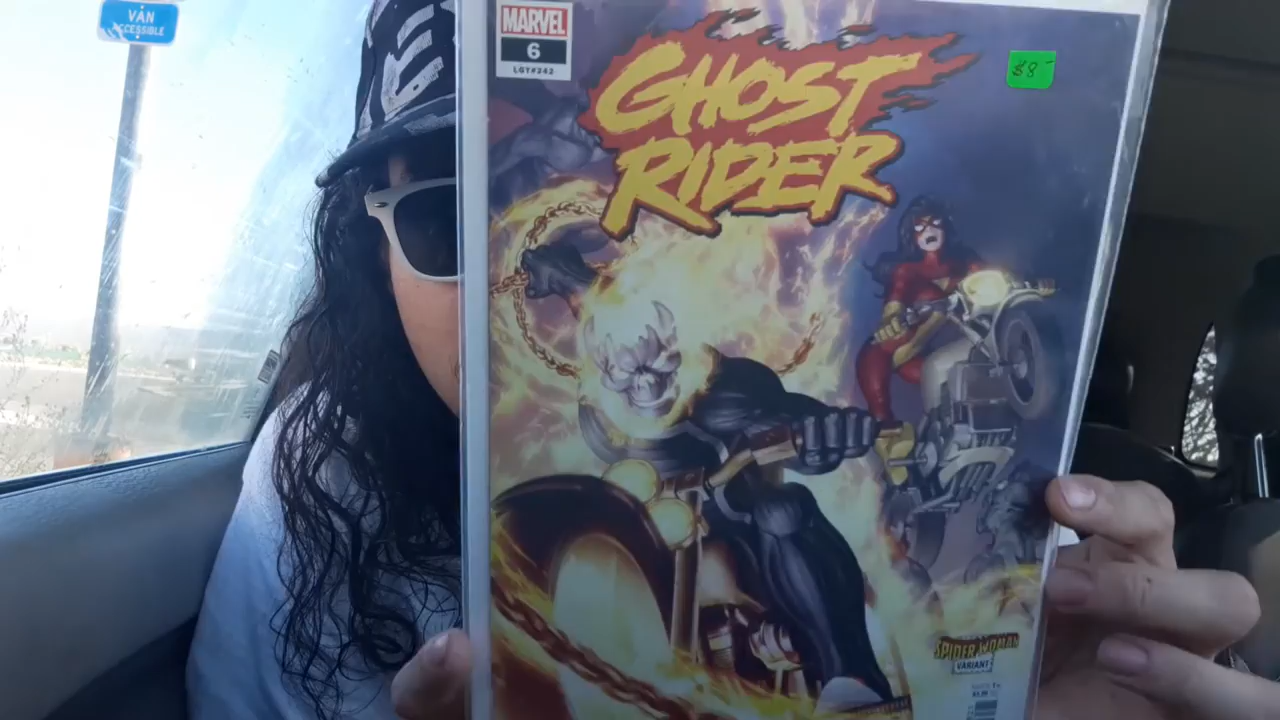 VAN
ACCESSIBLE
E
MARVEL
6
LGY#242
GHOST
RIDER
$8-
SPIDER-WOMAN
VARIANT